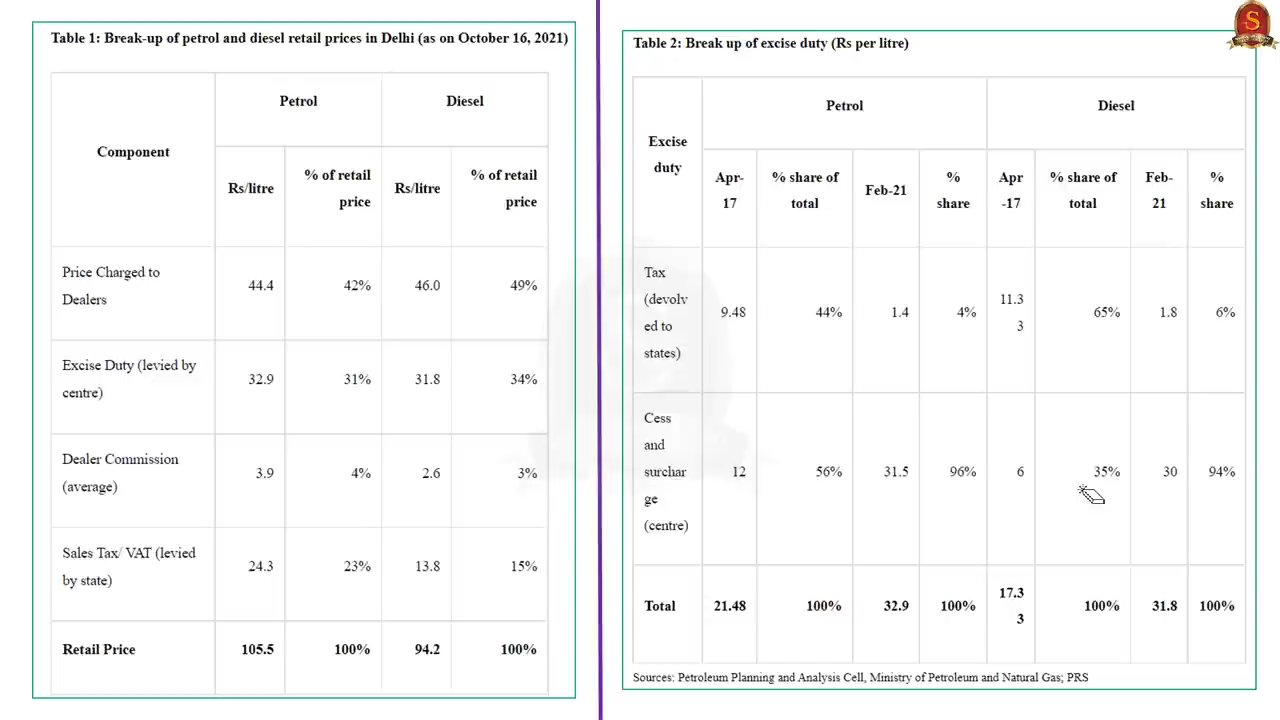 Table 1: Break-up of petrol and diesel retail prices in Delhi (as on October 16, 2021)
Component
Petrol
Diesel
Rs/litre
% of retail
price
Rs/litre
% of retail
price
Price Charged to
Dealers
44.4
42%
46.0
49%
Excise Duty (levied by
centre)
32.9
31%
31.8
34%
Dealer Commission
(average)
3.9
4%
2.6
3%
Sales Tax/ VAT (levied
by state)
24.3
23%
13.8
15%
Retail Price
105.5
100%
94.2
100%
Table 2: Break up of excise duty (Rs per litre)
Excise
duty
Petrol
Diesel
Apr-
17
% share of
total
Feb-21
%
share
Apr
-17
% share of
total
Feb-
21
%
share
Tax
(devolv
ed to
states)
9.48
44%
1.4
4%
11.3
3
65%
1.8
6%
Cess
and
surchar
ge
(centre)
12
56%
31.5
96%
6
35%
30
94%
Total
21.48
100%
32.9
100%
17.3
3
100%
31.8
100%
Sources: Petroleum Planning and Analysis Cell, Ministry of Petroleum and Natural Gas; PRS
S